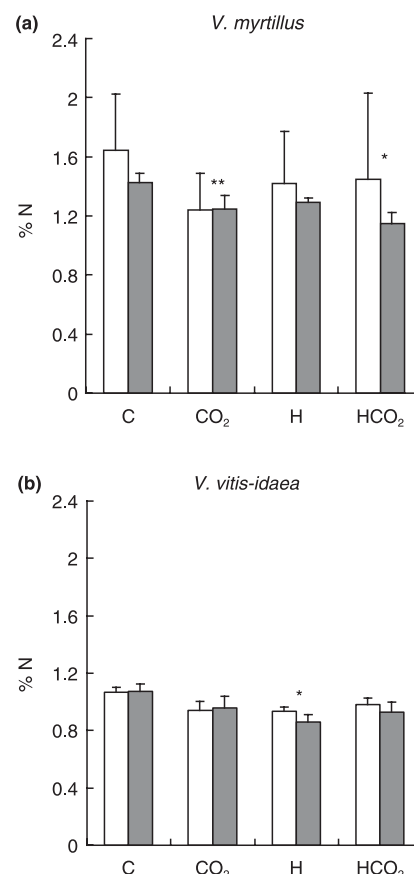 (a) V. myrtillus
2.4
2
1.6
1.2
0.8
0.4
0
% N
**
*
C CO₂ H HCO₂
(b) V. vitis-idaea
2.4
2
1.6
1.2
0.8
0.4
0
% N
*
C CO₂ H HCO₂